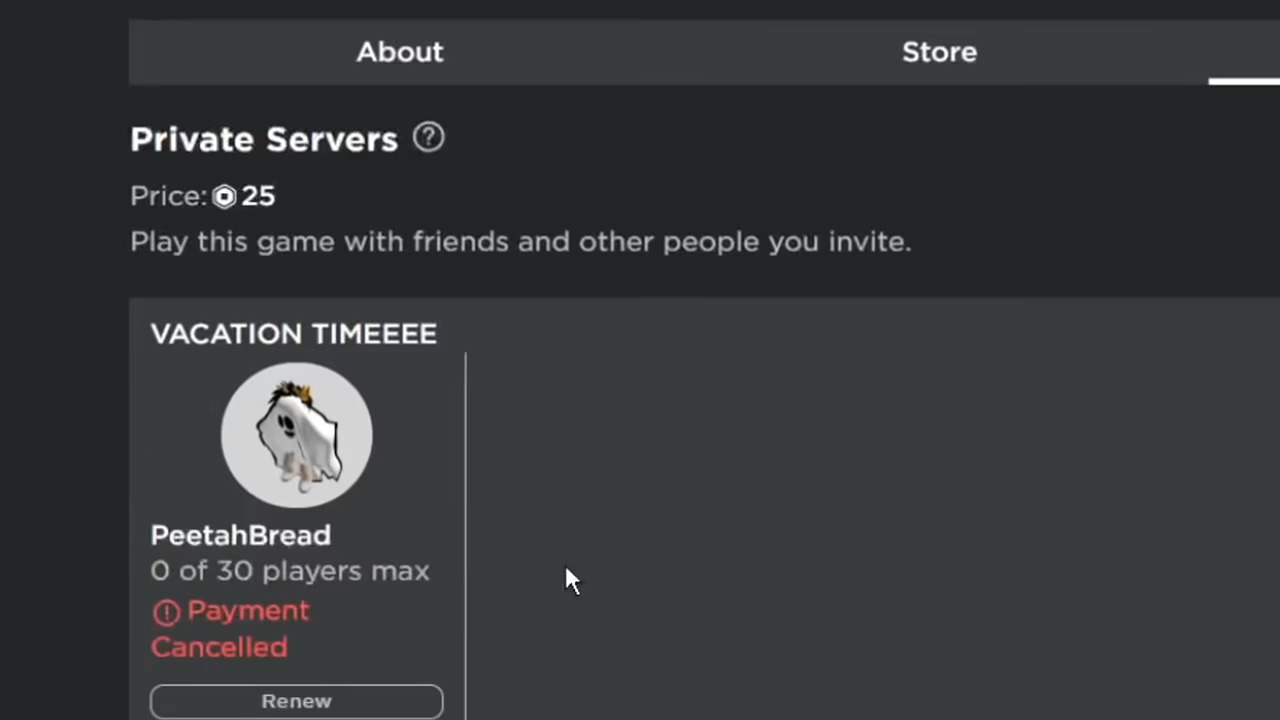 About
Store
Private Servers
Price: 25
Play this game with friends and other people you invite.
VACATION TIMEEEE
PeetahBread
0 of 30 players max
Payment
Cancelled
Renew